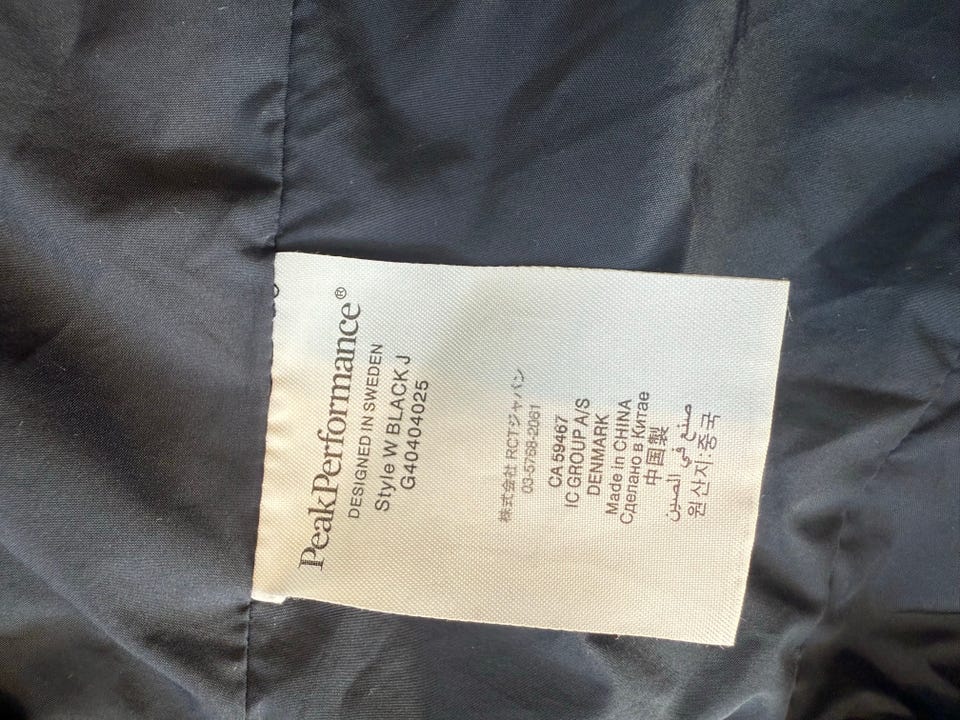 PeakPerformance®
DESIGNED IN SWEDEN
Style W BLACK J
G40404025
株式会社 RCTジャパン
03-5768-2061
CA 59467
IC GROUP A/S
DENMARK
Made in CHINA
Сделано в Китае
中国製
صنع في الصين
원산지:중국